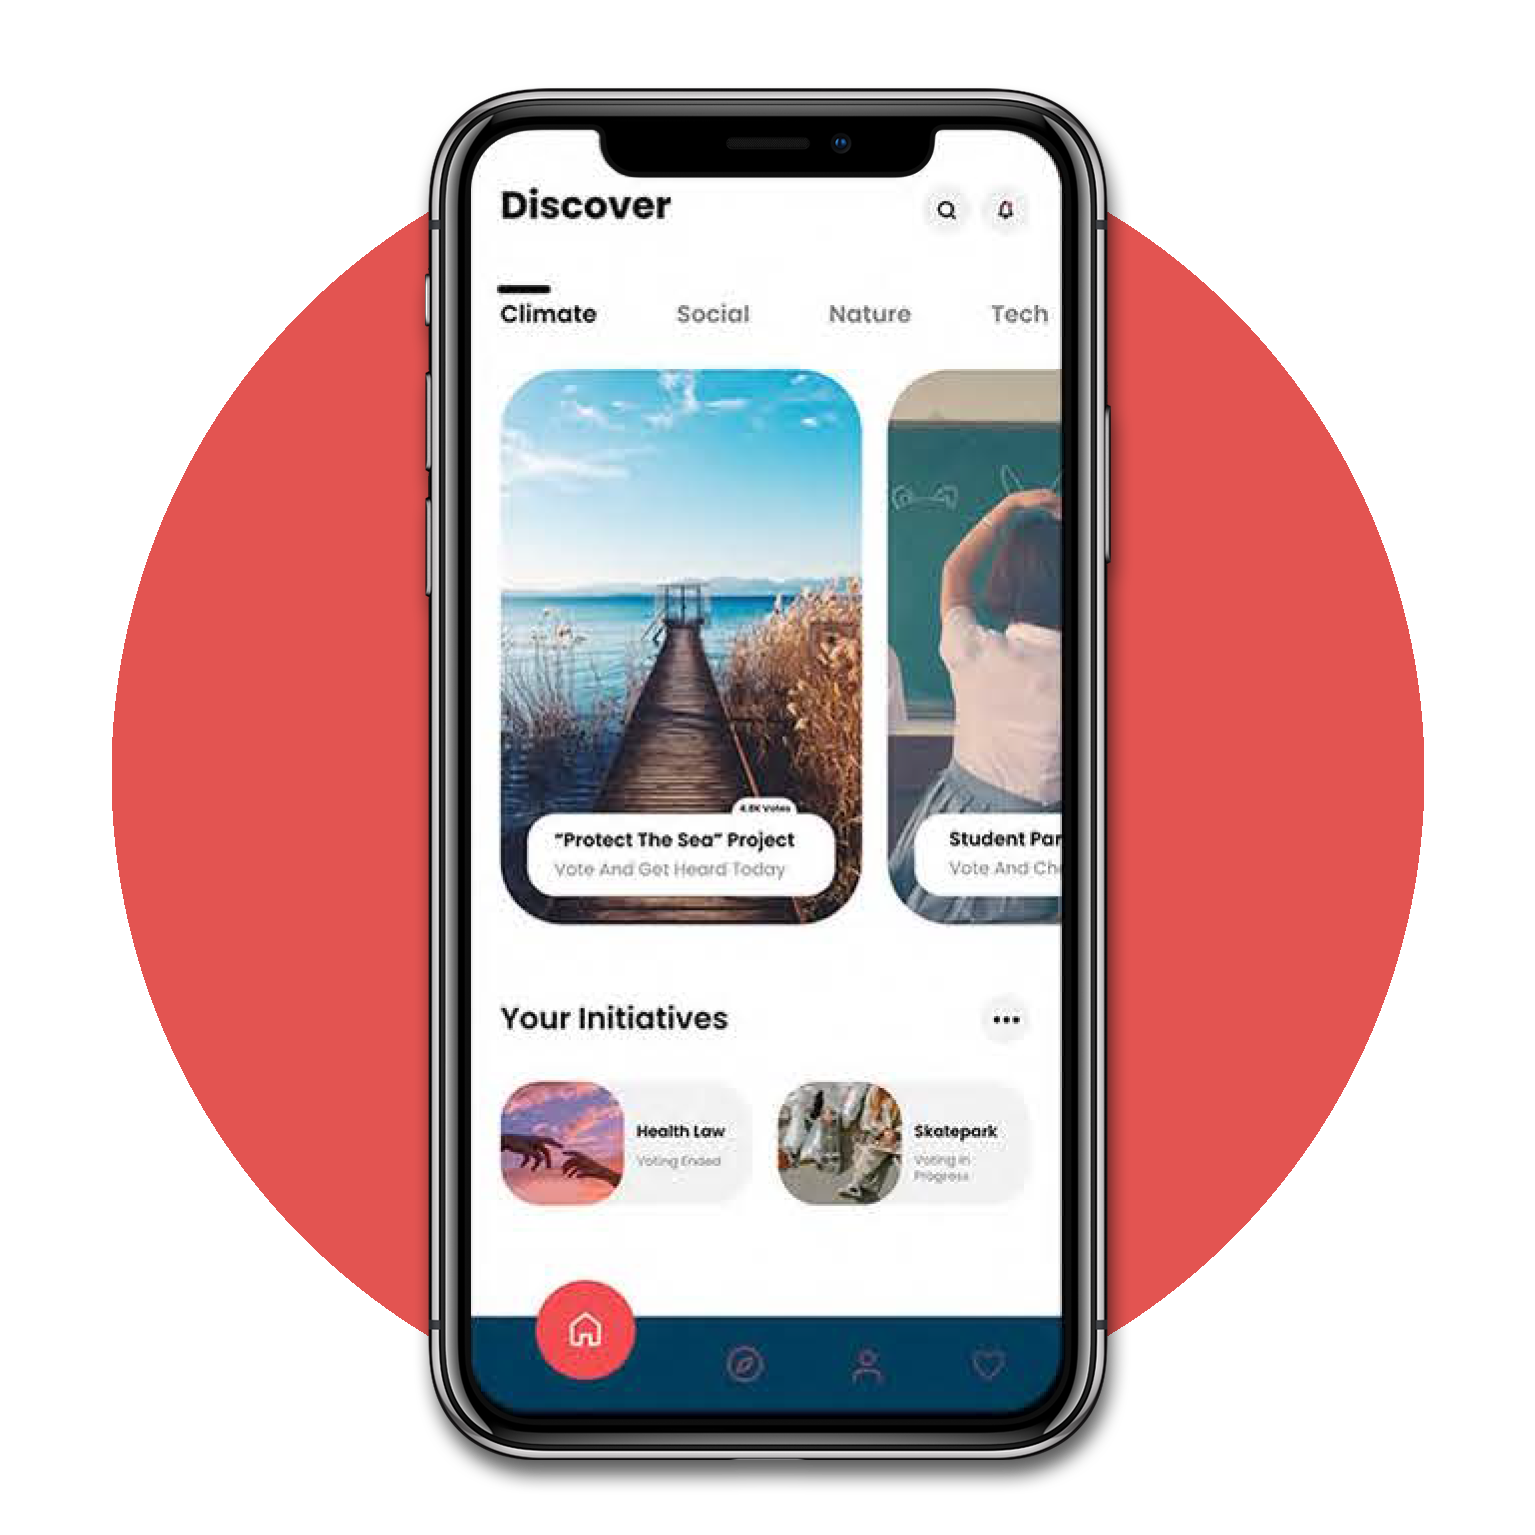 Discover
Climate
Social
Nature
Tech
4.8K Votes
"Protect The Sea" Project
Vote And Get Heard Today
Student Par
Vote And Ch
Your Initiatives
Health Law
Voting Ended
Skatepark
Voting in
Progress